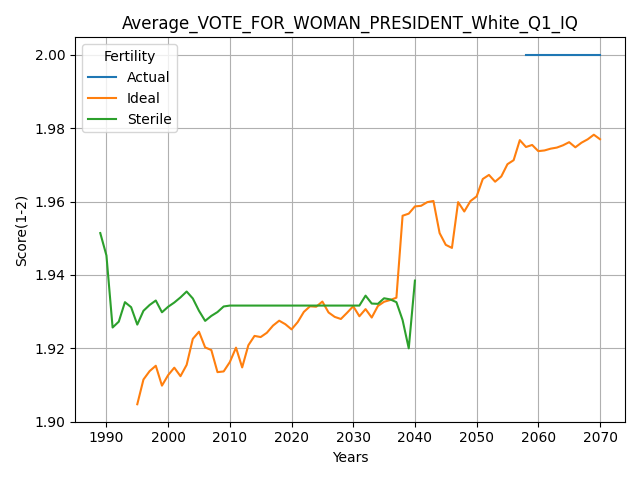 Average_VOTE_FOR_WOMAN_PRESIDENT_White_Q1_IQ
Fertility
Actual
Ideal
Sterile
Score(1-2)
2.00
1.98
1.96
1.94
1.92
1.90
1990 2000 2010 2020 2030 2040 2050 2060 2070
Years